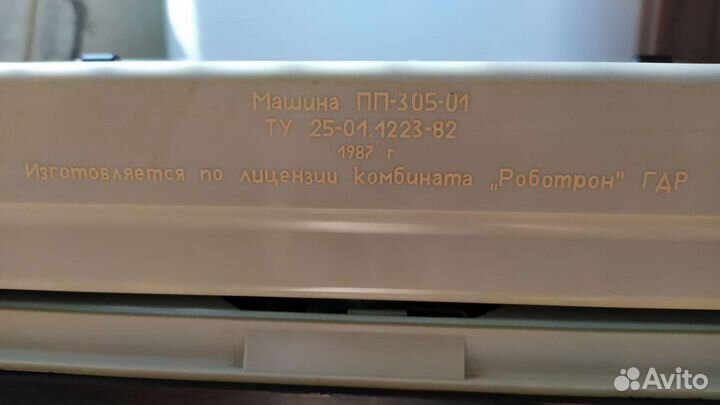 Машина ПП-305-01
ТУ 25-01.1223-82
1987 г
Изготовляется по лицензии комбината „Роботрон" ГДР
Avito